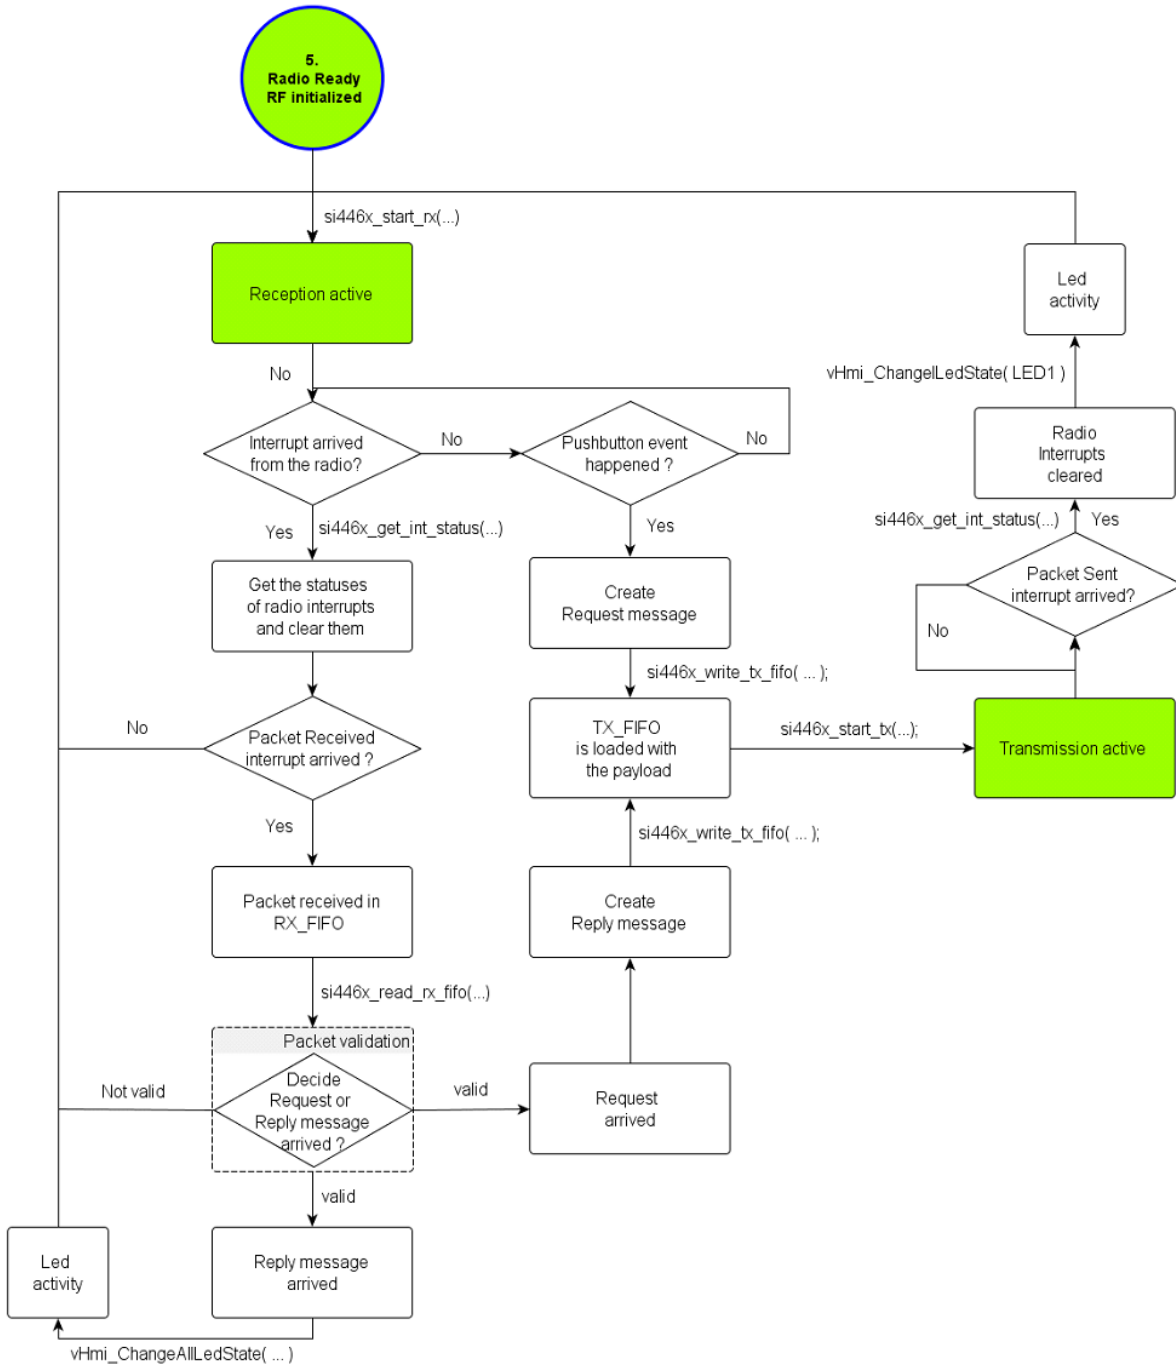 5.
Radio Ready
RF initialized
si446x_start_rx(...)
Reception active
Led
activity
No
vHmi_ChangelLedState( LED1 )
Interrupt arrived
from the radio?
No
Pushbutton event
happened ?
No
Radio
Interrupts
cleared
Yes
si446x_get_int_status(...)
Yes
si446x_get_int_status(...)
Yes
Get the statuses
of radio interrupts
and clear them
Create
Request message
Packet Sent
interrupt arrived?
No
si446x_write_tx_fifo( ... );
No
Packet Received
interrupt arrived ?
TX_FIFO
is loaded with
the payload
si446x_start_tx(...);
Transmission active
Yes
si446x_write_tx_fifo( ... );
Packet received in
RX_FIFO
Create
Reply message
si446x_read_rx_fifo(...)
Packet validation
Not valid
Decide
Request or
Reply message
arrived ?
valid
Request
arrived
valid
Led
activity
Reply message
arrived
vHmi_ChangeAllLedState( ... )